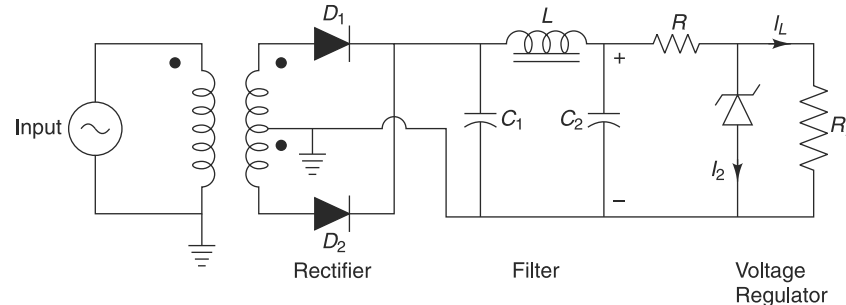 D1
L
R
IL
+
Input
C1
C2
R
I2
−
D2
Rectifier
Filter
Voltage
Regulator